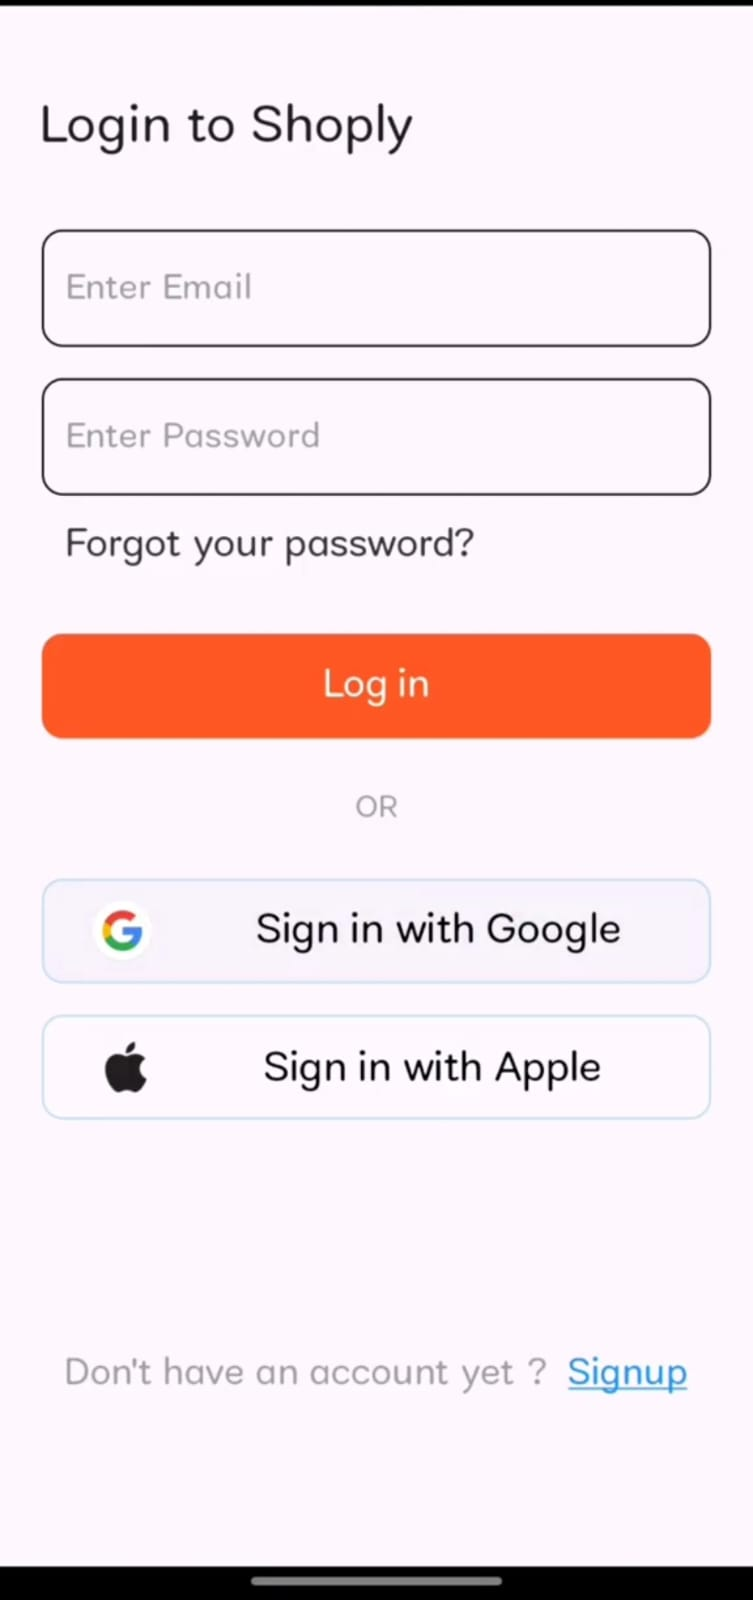 Login to Shoply
Enter Email
Enter Password
Forgot your password?
Log in
OR
Sign in with Google
Sign in with Apple
Don't have an account yet ? Signup